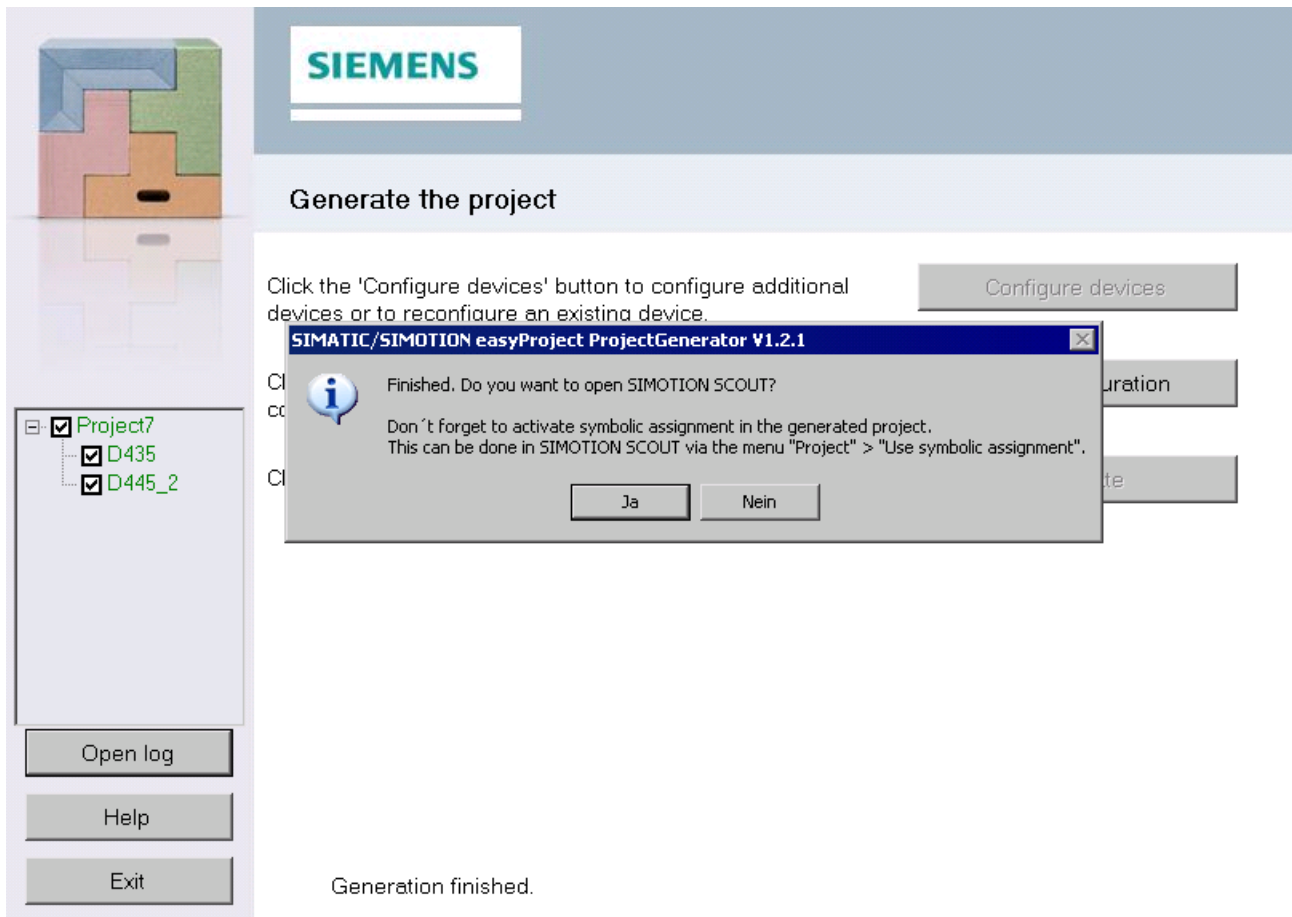 SIEMENS
Generate the project
Click the 'Configure devices' button to configure additional
devices or to reconfigure an existing device.
Configure devices
SIMATIC/SIMOTION easyProject ProjectGenerator V1.2.1
Finished. Do you want to open SIMOTION SCOUT?
Don´t forget to activate symbolic assignment in the generated project.
This can be done in SIMOTION SCOUT via the menu "Project" > "Use symbolic assignment".
Ja
Nein
Project7
D435
D445_2
Open log
Help
Exit
Generation finished.